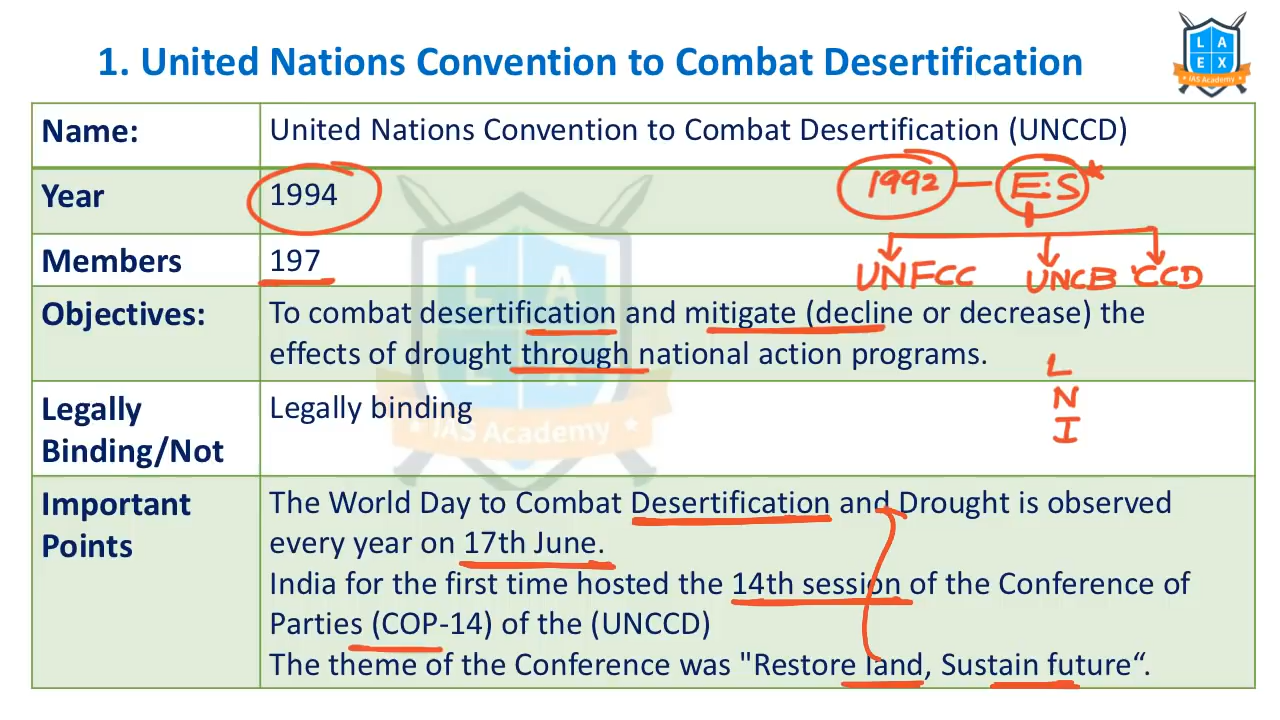 1. United Nations Convention to Combat Desertification
L A
E X
IAS Academy
Name: United Nations Convention to Combat Desertification (UNCCD)
Year 1994
1992 — E.S *
Members 197
UNFCC UNCB CCD
Objectives: To combat desertification and mitigate (decline or decrease) the
effects of drought through national action programs.
L
N
I
Legally Legally binding
Binding/Not
L A
L X
IAS Academy
Important The World Day to Combat Desertification and Drought is observed
Points every year on 17th June.
India for the first time hosted the 14th session of the Conference of
Parties (COP-14) of the (UNCCD)
The theme of the Conference was "Restore land, Sustain future“.